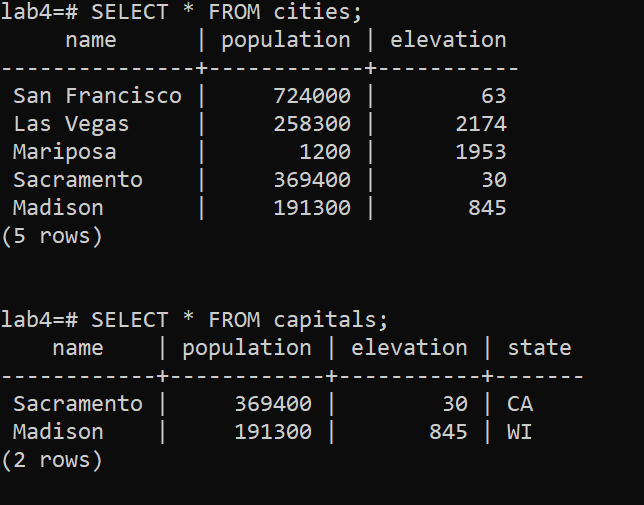 lab4=# SELECT * FROM cities;
     name      | population | elevation
---------------+------------+-----------
 San Francisco |     724000 |        63
 Las Vegas     |     258300 |      2174
 Mariposa      |       1200 |      1953
 Sacramento    |     369400 |        30
 Madison       |     191300 |       845
(5 rows)
lab4=# SELECT * FROM capitals;
    name    | population | elevation | state
------------+------------+-----------+-------
 Sacramento |     369400 |        30 | CA
 Madison    |     191300 |       845 | WI
(2 rows)